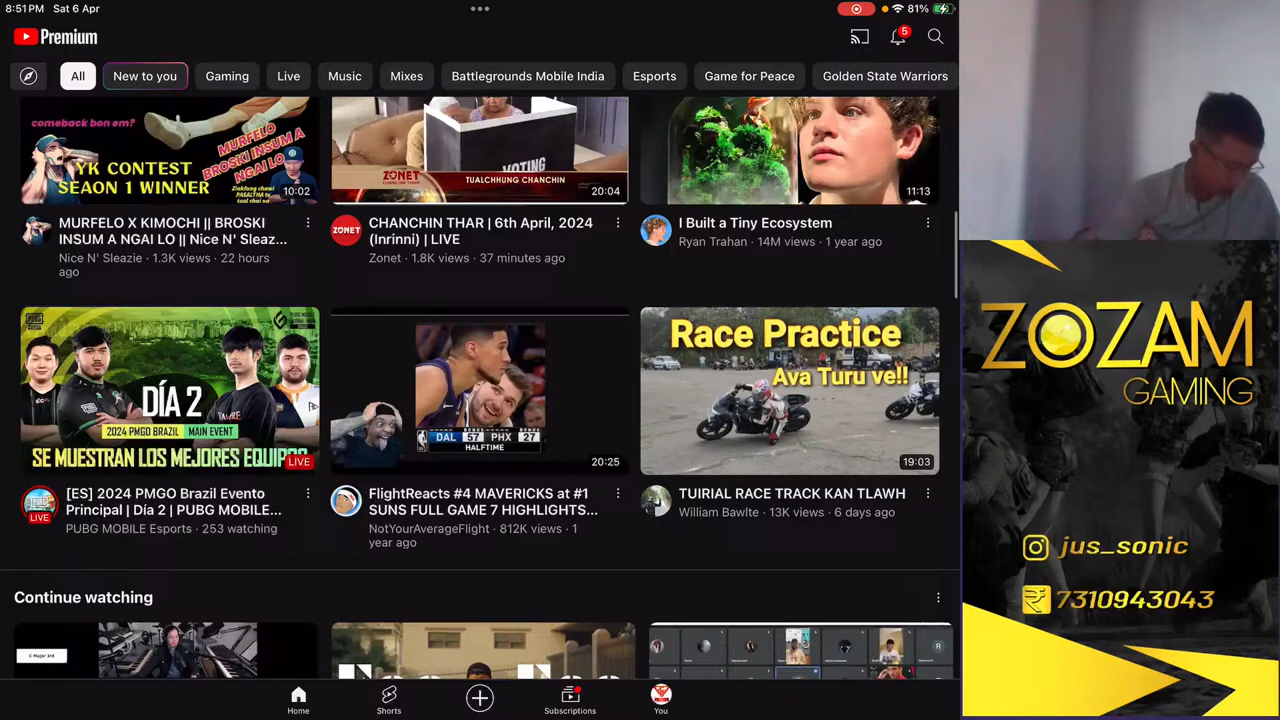 8:51 PM Sat 6 Apr
81%
Premium
5
All
New to you
Gaming
Live
Music
Mixes
Battlegrounds Mobile India
Esports
Game for Peace
Golden State Warriors
comeback bon em?
YK CONTEST
SEAON 1 WINNER
MURFELO
BROSKI INSUM A
NGAI LO
10:02
VOTING
ZONET
TUALCHHUNG CHANCHIN
20:04
11:13
MURFELO X KIMOCHI || BROSKI
INSUM A NGAI LO || Nice N' Sleaz...
Nice N' Sleazie · 1.3K views · 22 hours
ago
ZONET
CHANCHIN THAR | 6th April, 2024
(Inrinni) | LIVE
Zonet · 1.8K views · 37 minutes ago
I Built a Tiny Ecosystem
Ryan Trahan · 14M views · 1 year ago
DÍA 2
2024 PMGO BRAZIL MAIN EVENT
SE MUESTRAN LOS MEJORES EQUIPOS
LIVE
DAL 57 PHX 27
HALFTIME
20:25
Race Practice
Ava Turu ve!!
19:03
LIVE
[ES] 2024 PMGO Brazil Evento
Principal | Día 2 | PUBG MOBILE...
PUBG MOBILE Esports · 253 watching
FlightReacts #4 MAVERICKS at #1
SUNS FULL GAME 7 HIGHLIGHTS...
NotYourAverageFlight · 812K views · 1
year ago
TUIRIAL RACE TRACK KAN TLAWH
William Bawlte · 13K views · 6 days ago
Continue watching
C Major 3rd
Home
Shorts
Subscriptions
You
ZOZAM
GAMING
jus_sonic
7310943043